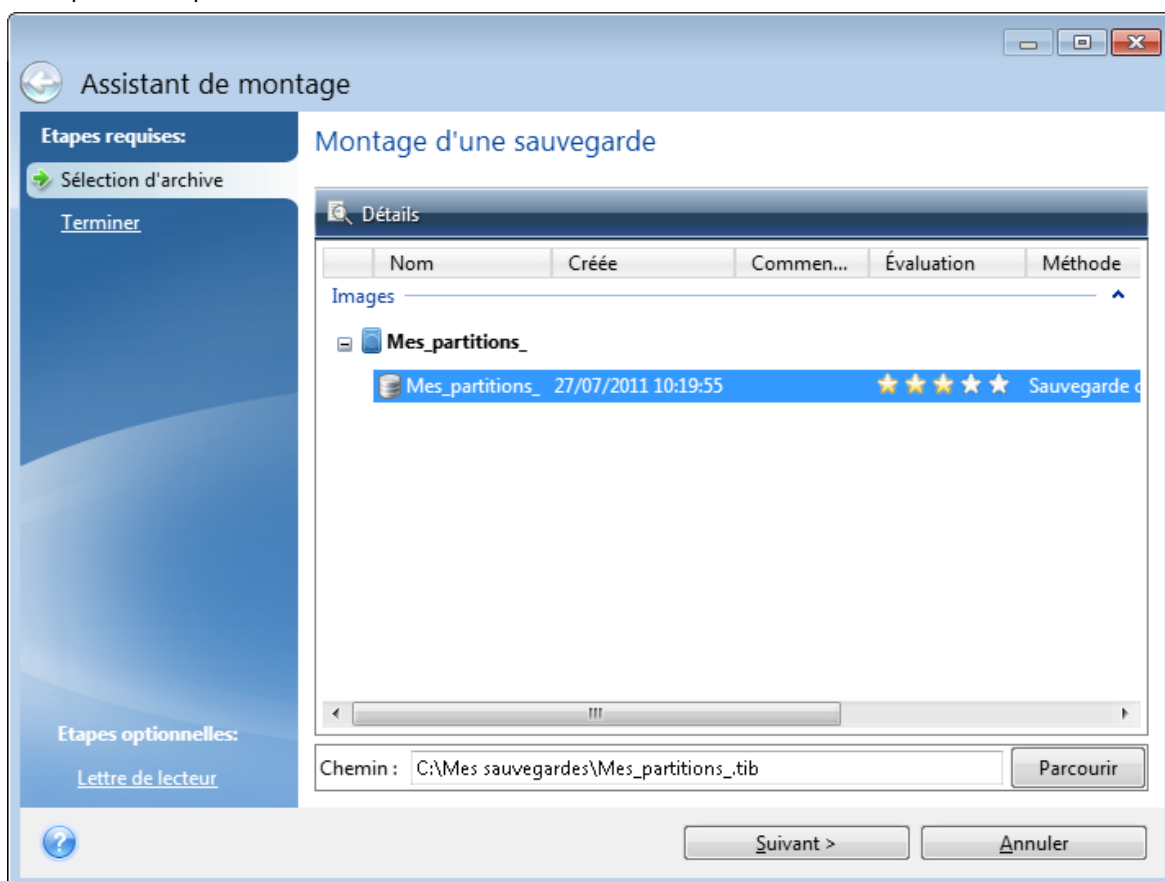 Assistant de montage
Etapes requises:
Sélection d'archive
Terminer
Montage d'une sauvegarde
Détails
Nom Créée Commen... Évaluation Méthode
Images
Mes_partitions_
Mes_partitions_ 27/07/2011 10:19:55 Sauvegarde
Etapes optionnelles:
Lettre de lecteur
Chemin : C:\Mes sauvegardes\Mes_partitions_.tib Parcourir
Suivant > Annuler